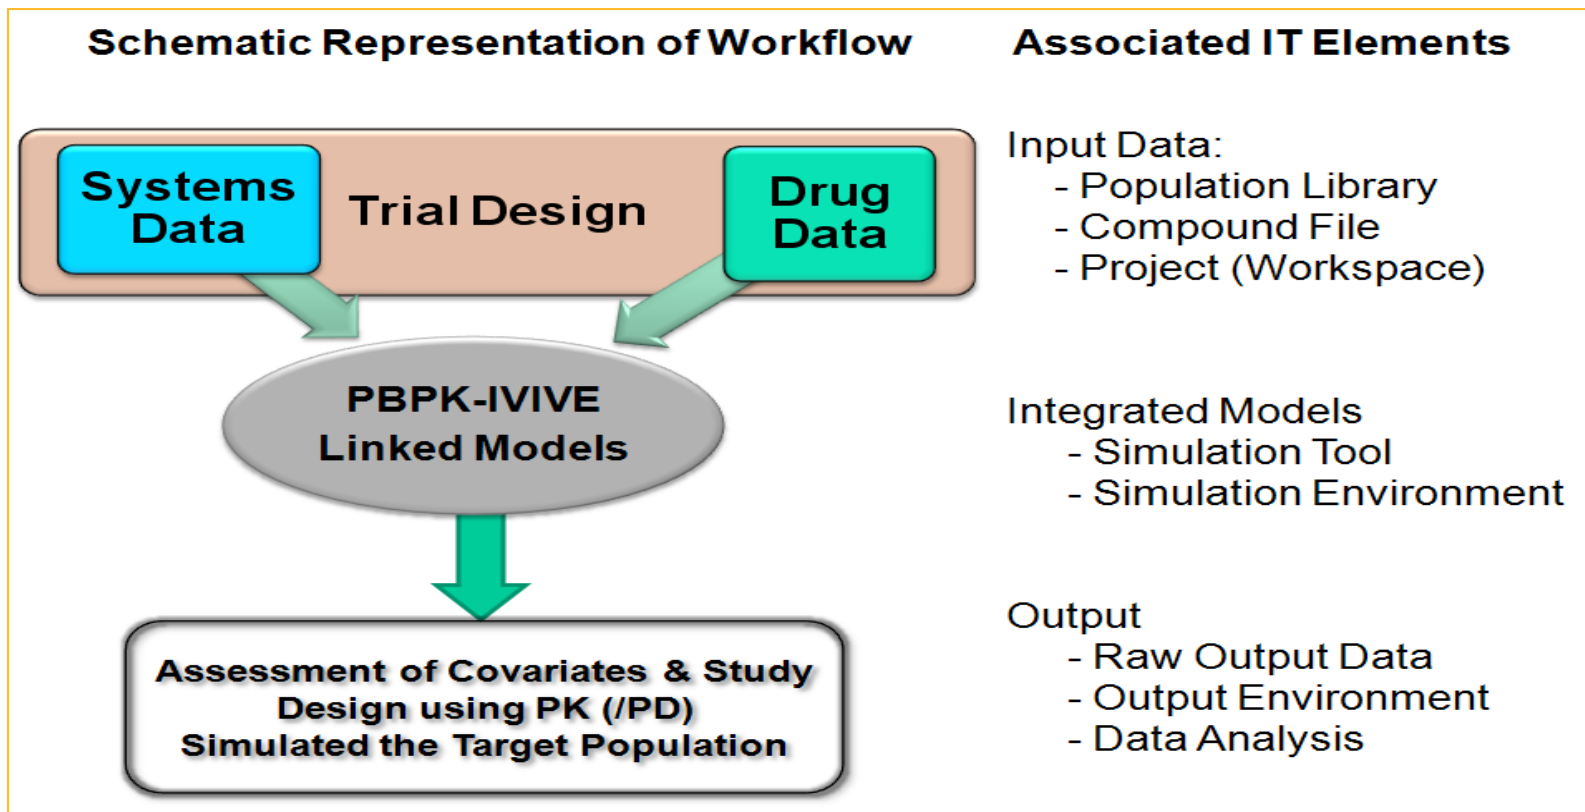 Schematic Representation of Workflow
Associated IT Elements
Systems
Data
Trial Design
Drug
Data
Input Data:
- Population Library
- Compound File
- Project (Workspace)
PBPK-IVIVE
Linked Models
Integrated Models
- Simulation Tool
- Simulation Environment
Assessment of Covariates & Study
Design using PK (/PD)
Simulated the Target Population
Output
- Raw Output Data
- Output Environment
- Data Analysis